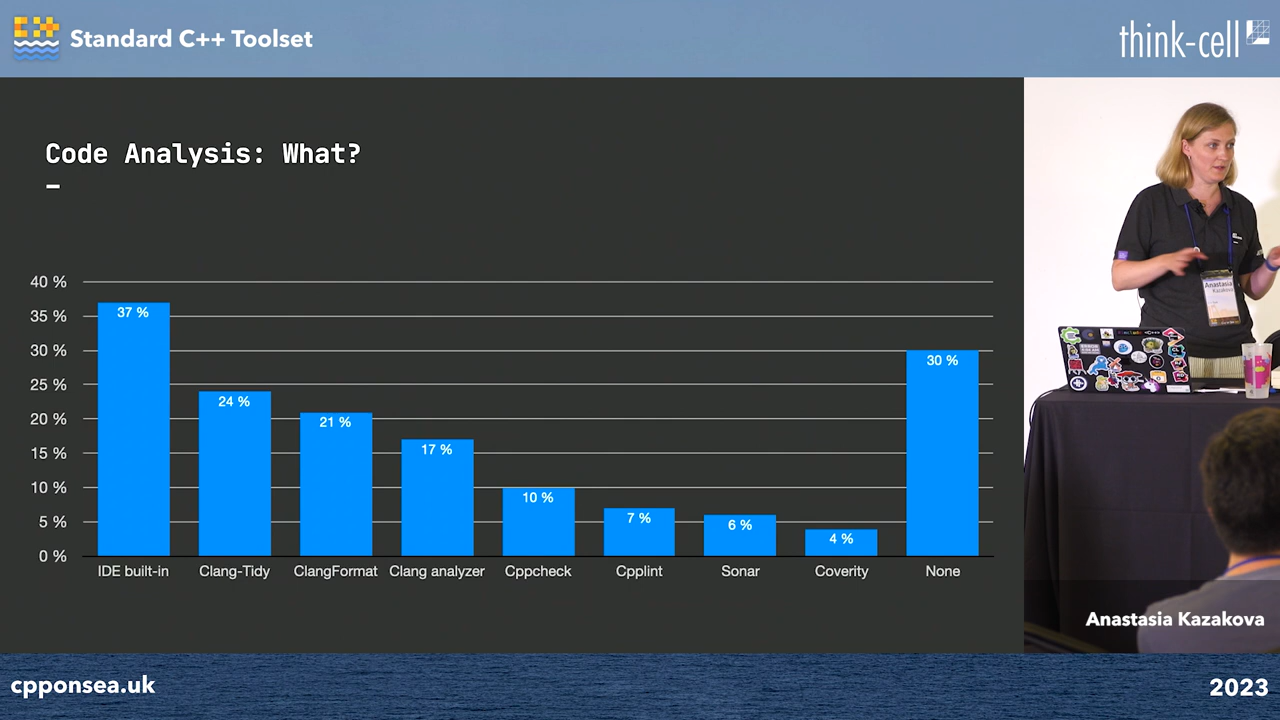 Standard C++ Toolset
think-cell
Code Analysis: What?
40 %
35 %
30 %
25 %
20 %
15 %
10 %
5 %
0 %
37 %
24 %
21 %
17 %
10 %
7 %
6 %
4 %
30 %
IDE built-in
Clang-Tidy
ClangFormat
Clang analyzer
Cppcheck
Cpplint
Sonar
Coverity
None
Anastasia
Kazakova
Anastasia Kazakova
cpponsea.uk
2023